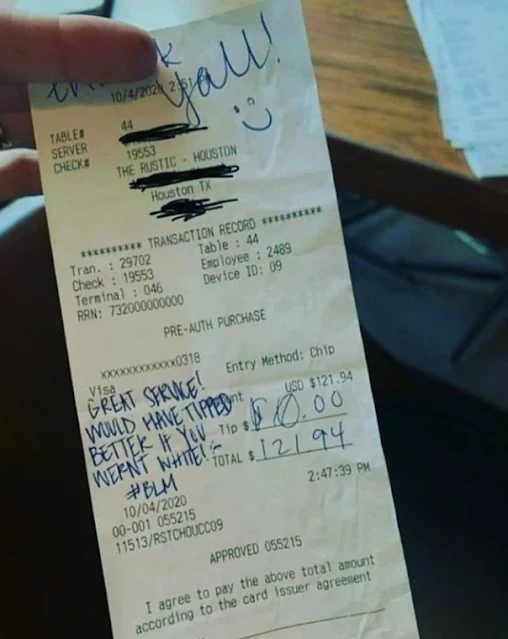 Thank
Yall!
:)
10/4/2020 2:51
TABLE# 44
SERVER
CHECK# 19553
THE RUSTIC - HOUSTON
Houston TX
********** TRANSACTION RECORD **********
Tran. : 29702 Table : 44
Check : 19553 Employee : 2489
Terminal : 046 Device ID: 09
RRN: 732000000000
PRE-AUTH PURCHASE
xxxxxxxxxxxx0318
Visa Entry Method: Chip
USD $121.94
GREAT SERVICE!
WOULD HAVE TIPPED
BETTER IF YOU
WERNT WHITE! :-
#BLM
Tip $ 0.00
TOTAL $ 121.94
10/04/2020 2:47:39 PM
00-001 055215
11513/RSTCHOUCC09
APPROVED 055215
I agree to pay the above total amount
according to the card issuer agreement